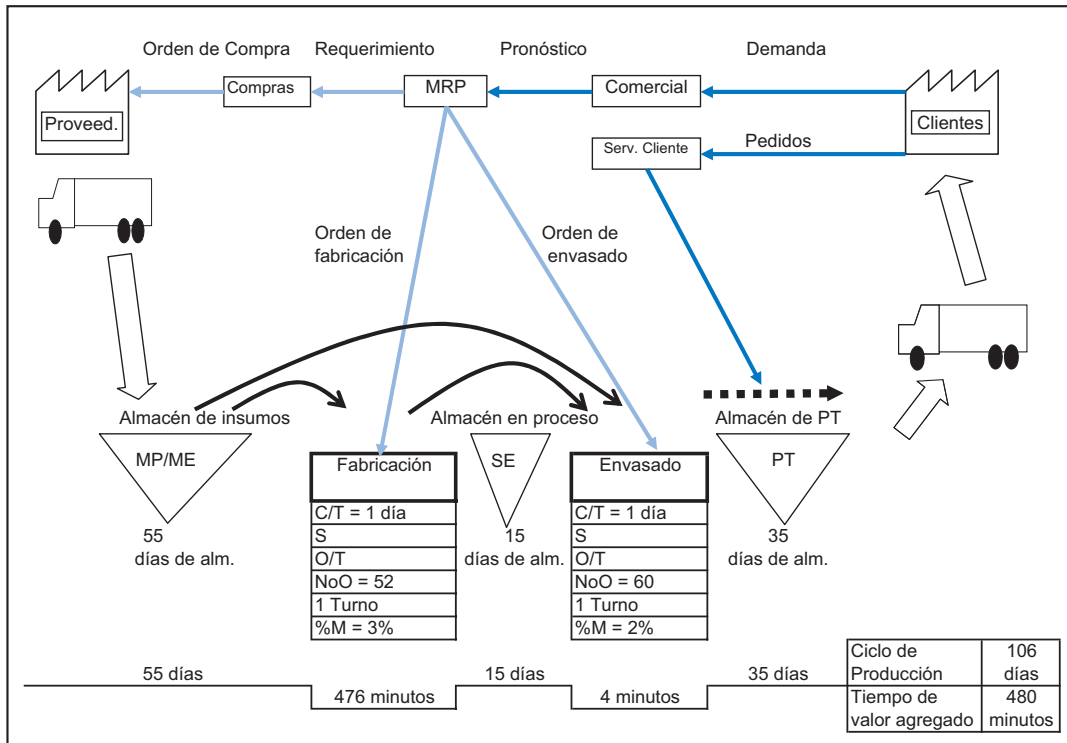 Orden de Compra
Requerimiento
Pronóstico
Demanda
Proveed.
Compras
MRP
Comercial
Clientes
Serv. Cliente
Pedidos
Orden de
fabricación
Orden de
envasado
Almacén de insumos
Almacén en proceso
Almacén de PT
MP/ME
55
días de alm.
Fabricación
C/T = 1 día
S
O/T
NoO = 52
1 Turno
%M = 3%
SE
15
días de alm.
Envasado
C/T = 1 día
S
O/T
NoO = 60
1 Turno
%M = 2%
PT
35
días de alm.
55 días
476 minutos
15 días
4 minutos
35 días
Ciclo de
Producción
106
días
Tiempo de
valor agregado
480
minutos